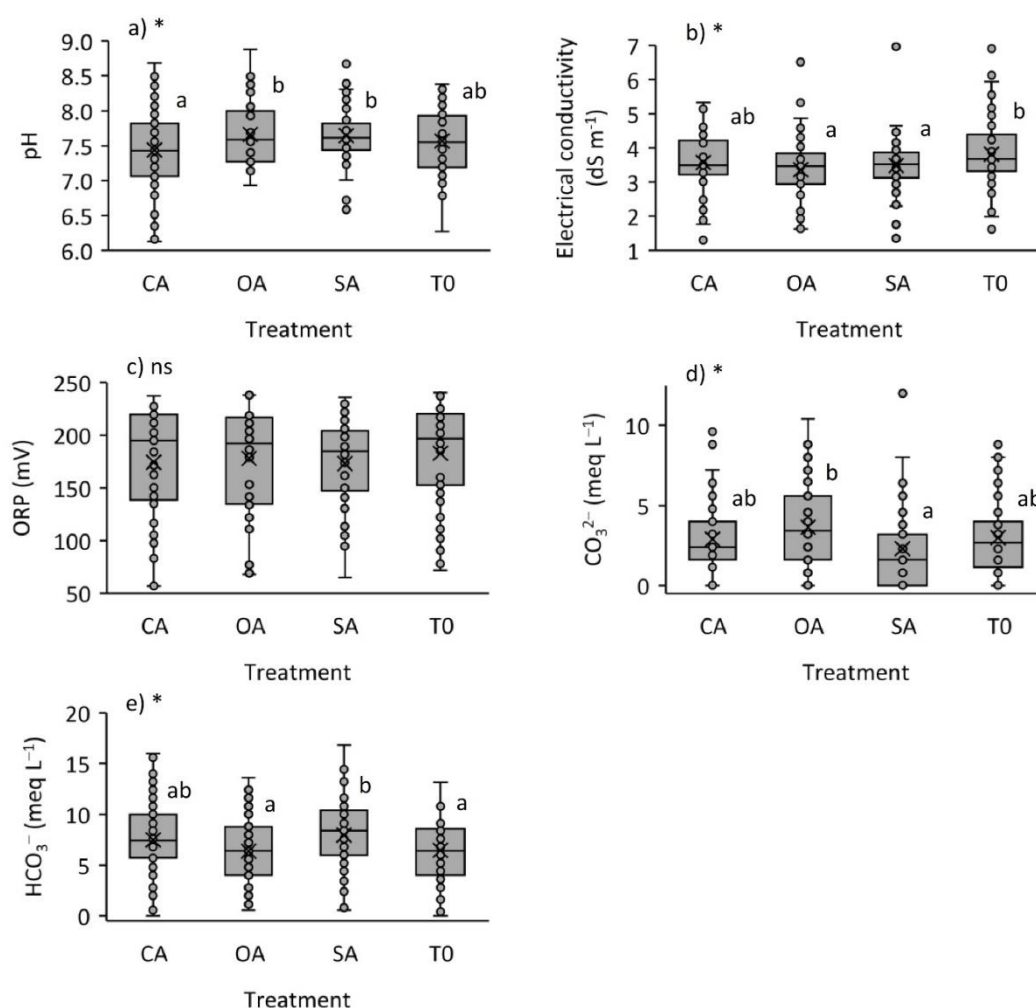 a) *
pH
9.0
8.5
8.0
7.5
7.0
6.5
6.0
a
b
b
ab
CA OA SA T0
Treatment
b) *
Electrical conductivity
(dS m⁻¹)
7
6
5
4
3
2
1
ab
a
a
b
CA OA SA T0
Treatment
c) ns
ORP (mV)
250
200
150
100
50
CA OA SA T0
Treatment
d) *
CO₃²⁻ (meq L⁻¹)
10
5
0
ab
b
a
ab
CA OA SA T0
Treatment
e) *
HCO₃⁻ (meq L⁻¹)
20
15
10
5
0
ab
a
b
a
CA OA SA T0
Treatment